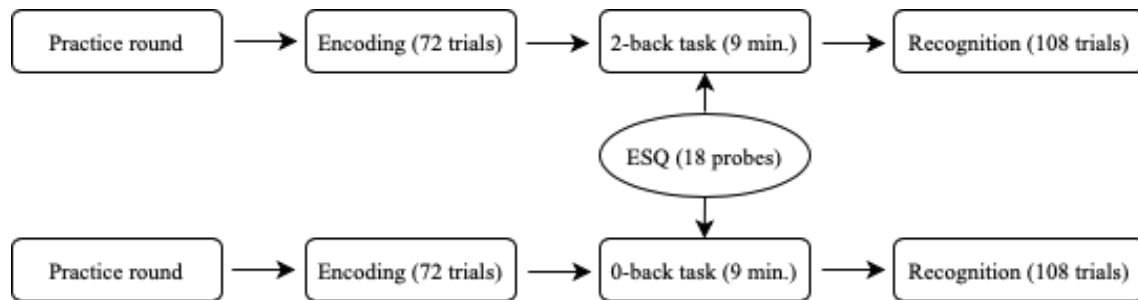 Practice round
Encoding (72 trials)
2-back task (9 min.)
Recognition (108 trials)
ESQ (18 probes)
Practice round
Encoding (72 trials)
0-back task (9 min.)
Recognition (108 trials)